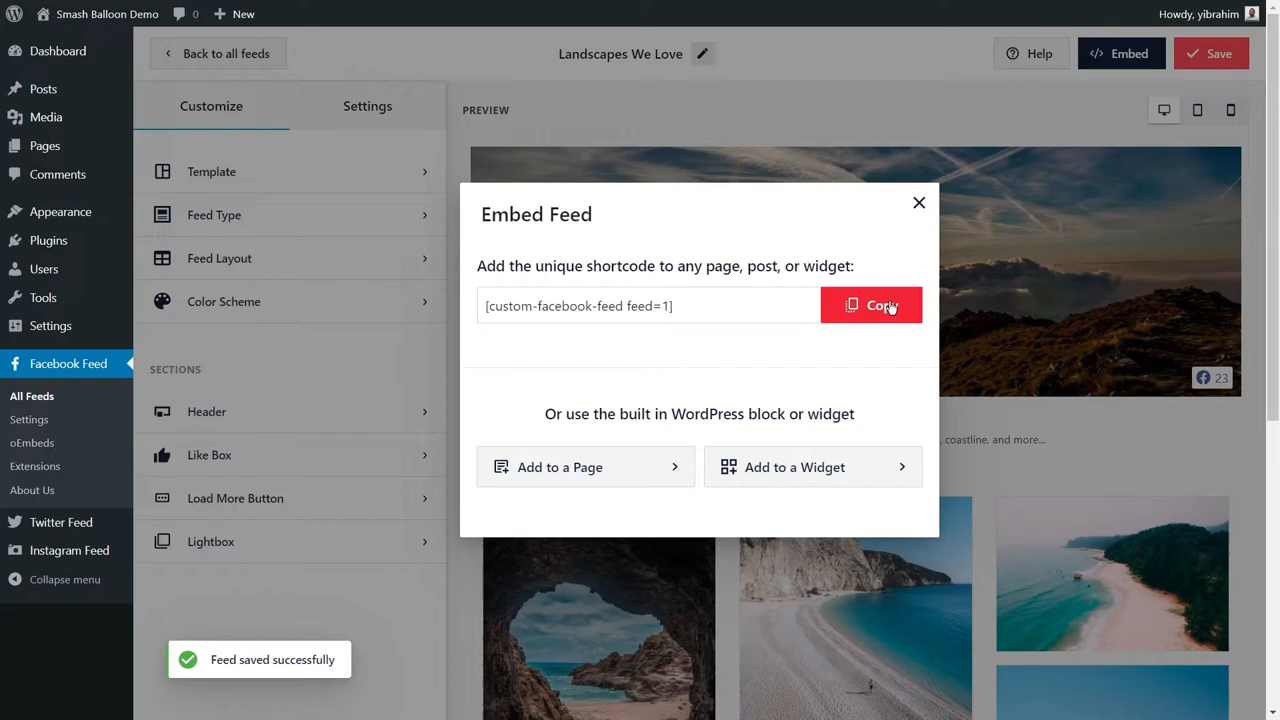 Smash Balloon Demo
0
New
Howdy, yibrahim
Dashboard
Posts
Media
Pages
Comments
Appearance
Plugins
Users
Tools
Settings
Facebook Feed
All Feeds
Settings
oEmbeds
Extensions
About Us
Twitter Feed
Instagram Feed
Collapse menu
Back to all feeds
Landscapes We Love
Help
Embed
Save
Customize
Settings
Template
Feed Type
Feed Layout
Color Scheme
SECTIONS
Header
Like Box
Load More Button
Lightbox
Feed saved successfully
PREVIEW
23
, coastline, and more...
Embed Feed
Add the unique shortcode to any page, post, or widget:
[custom-facebook-feed feed=1]
Copy
Or use the built in WordPress block or widget
Add to a Page
Add to a Widget